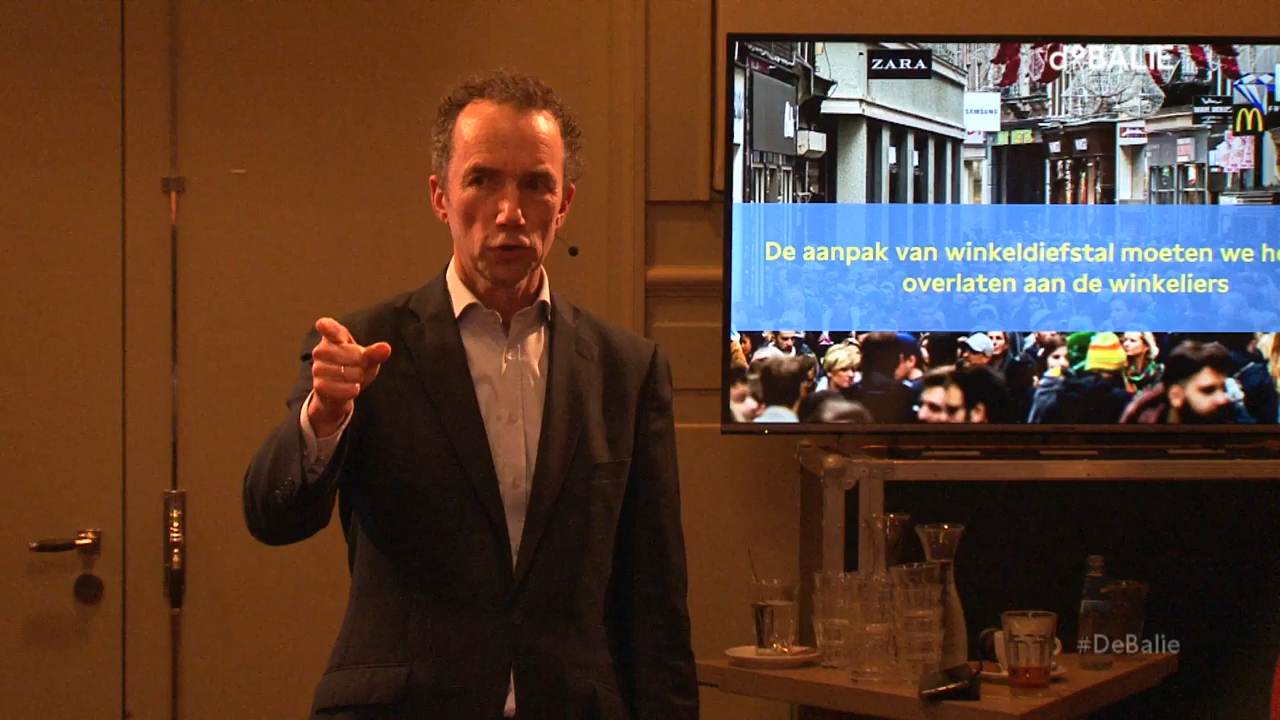 deBALIE
ZARA
SAMSUNG
De aanpak van winkeldiefstal moeten we
overlaten aan de winkeliers
#DeBalie